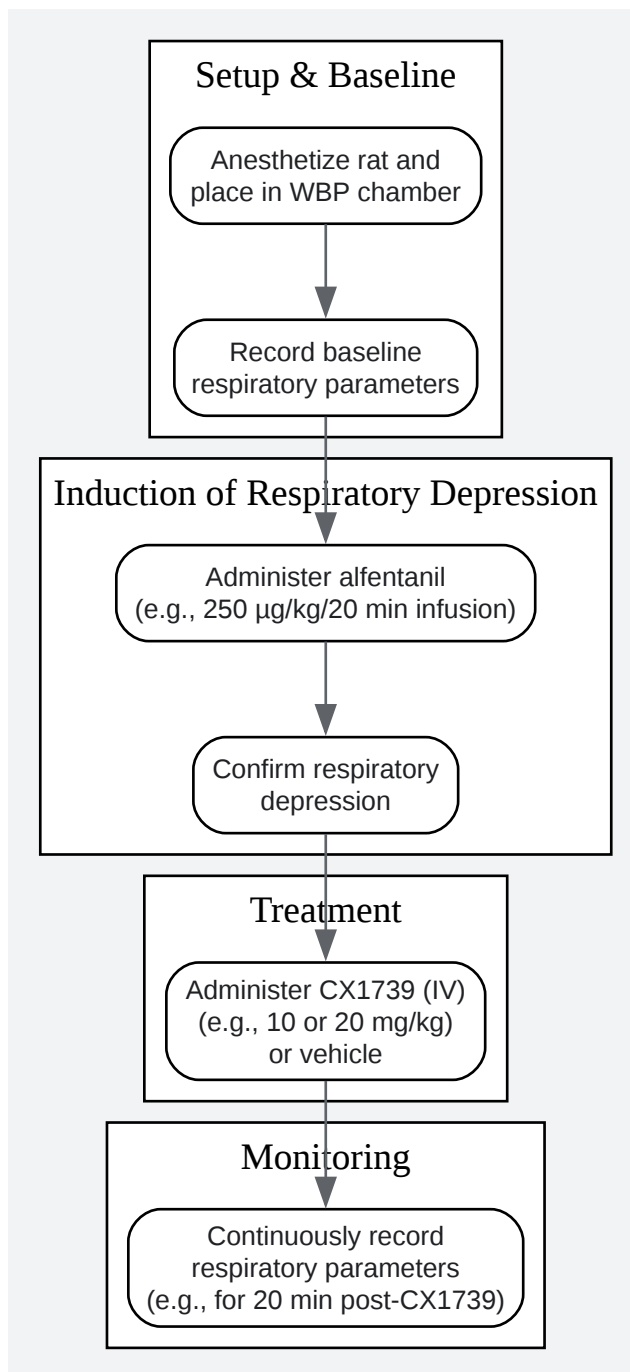 Setup & Baseline
Anesthetize rat and
place in WBP chamber
Record baseline
respiratory parameters
Induction of Respiratory Depression
Administer alfentanil
(e.g., 250 µg/kg/20 min infusion)
Confirm respiratory
depression
Treatment
Administer CX1739 (IV)
(e.g., 10 or 20 mg/kg)
or vehicle
Monitoring
Continuously record
respiratory parameters
(e.g., for 20 min post-CX1739)